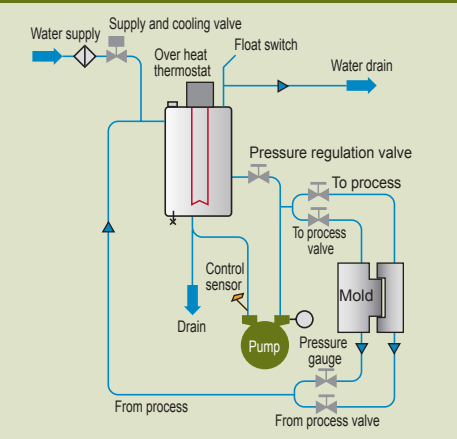 Supply and cooling valve
Water supply
Float switch
Over heat
thermostat
Water drain
Pressure regulation valve
To process
To process
valve
Control
sensor
Mold
Drain
Pump
Pressure
gauge
From process
From process valve